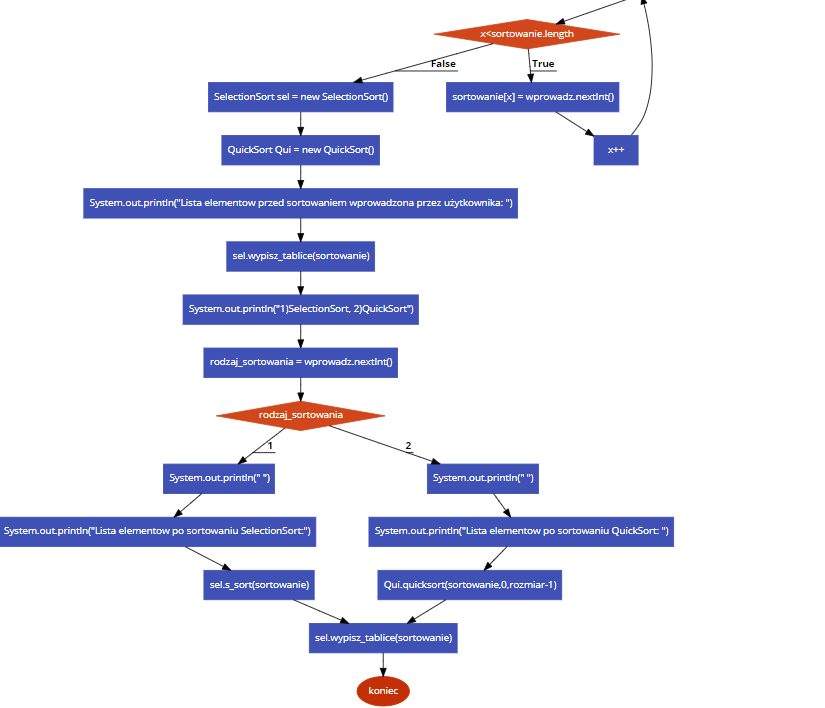 x<sortowanie.length
False
True
SelectionSort sel = new SelectionSort()
sortowanie[x] = wprowadz.nextInt()
QuickSort Qui = new QuickSort()
x++
System.out.println("Lista elementow przed sortowaniem wprowadzona przez użytkownika: ")
sel.wypisz_tablice(sortowanie)
System.out.println("1)SelectionSort, 2)QuickSort")
rodzaj_sortowania = wprowadz.nextInt()
rodzaj_sortowania
1
2
System.out.println(" ")
System.out.println(" ")
System.out.println("Lista elementow po sortowaniu SelectionSort:")
System.out.println("Lista elementow po sortowaniu QuickSort: ")
sel.s_sort(sortowanie)
Qui.quicksort(sortowanie,0,rozmiar-1)
sel.wypisz_tablice(sortowanie)
koniec